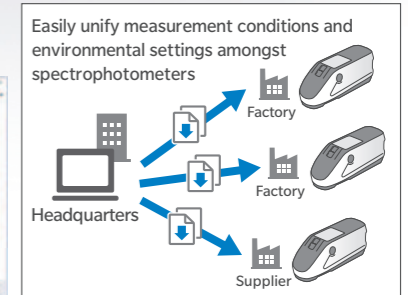 Easily unify measurement conditions and
environmental settings amongst
spectrophotometers
Factory
Factory
Headquarters
Supplier